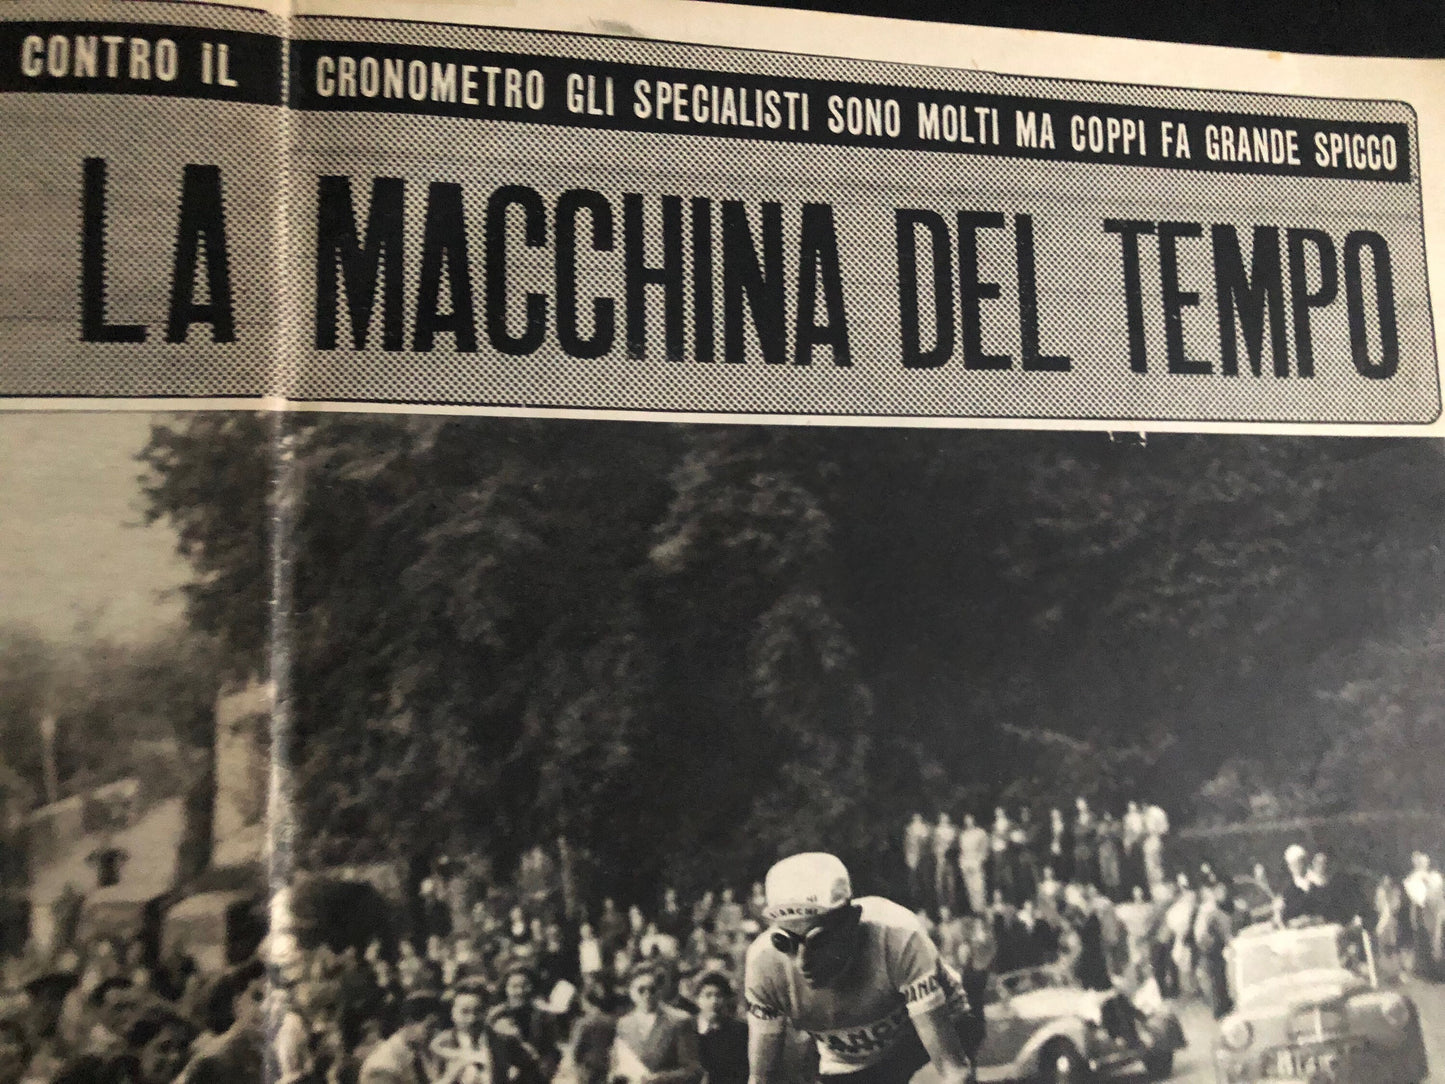 CONTRO IL CRONOMETRO GLI SPECIALISTI SONO MOLTI MA COPPI FA GRANDE SPICCO
LA MACCHINA DEL TEMPO